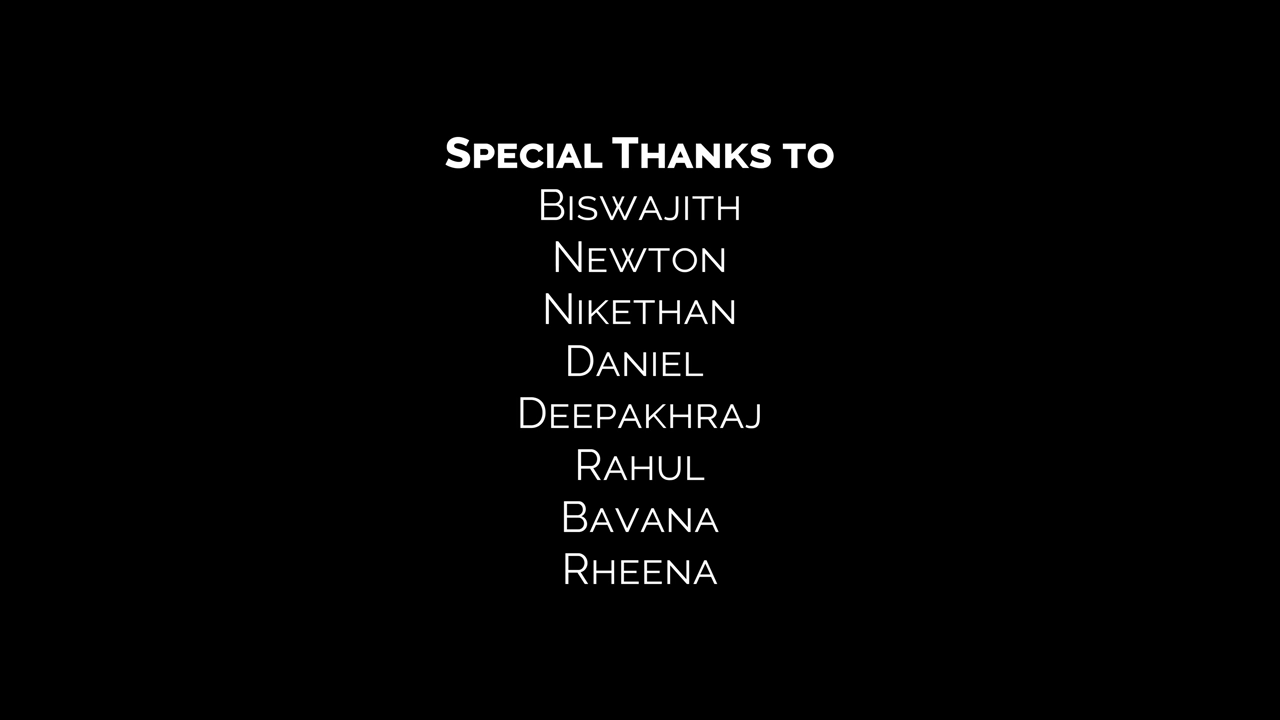 Special Thanks to
Biswajith
Newton
Nikethan
Daniel
Deepakhraj
Rahul
Bavana
Rheena